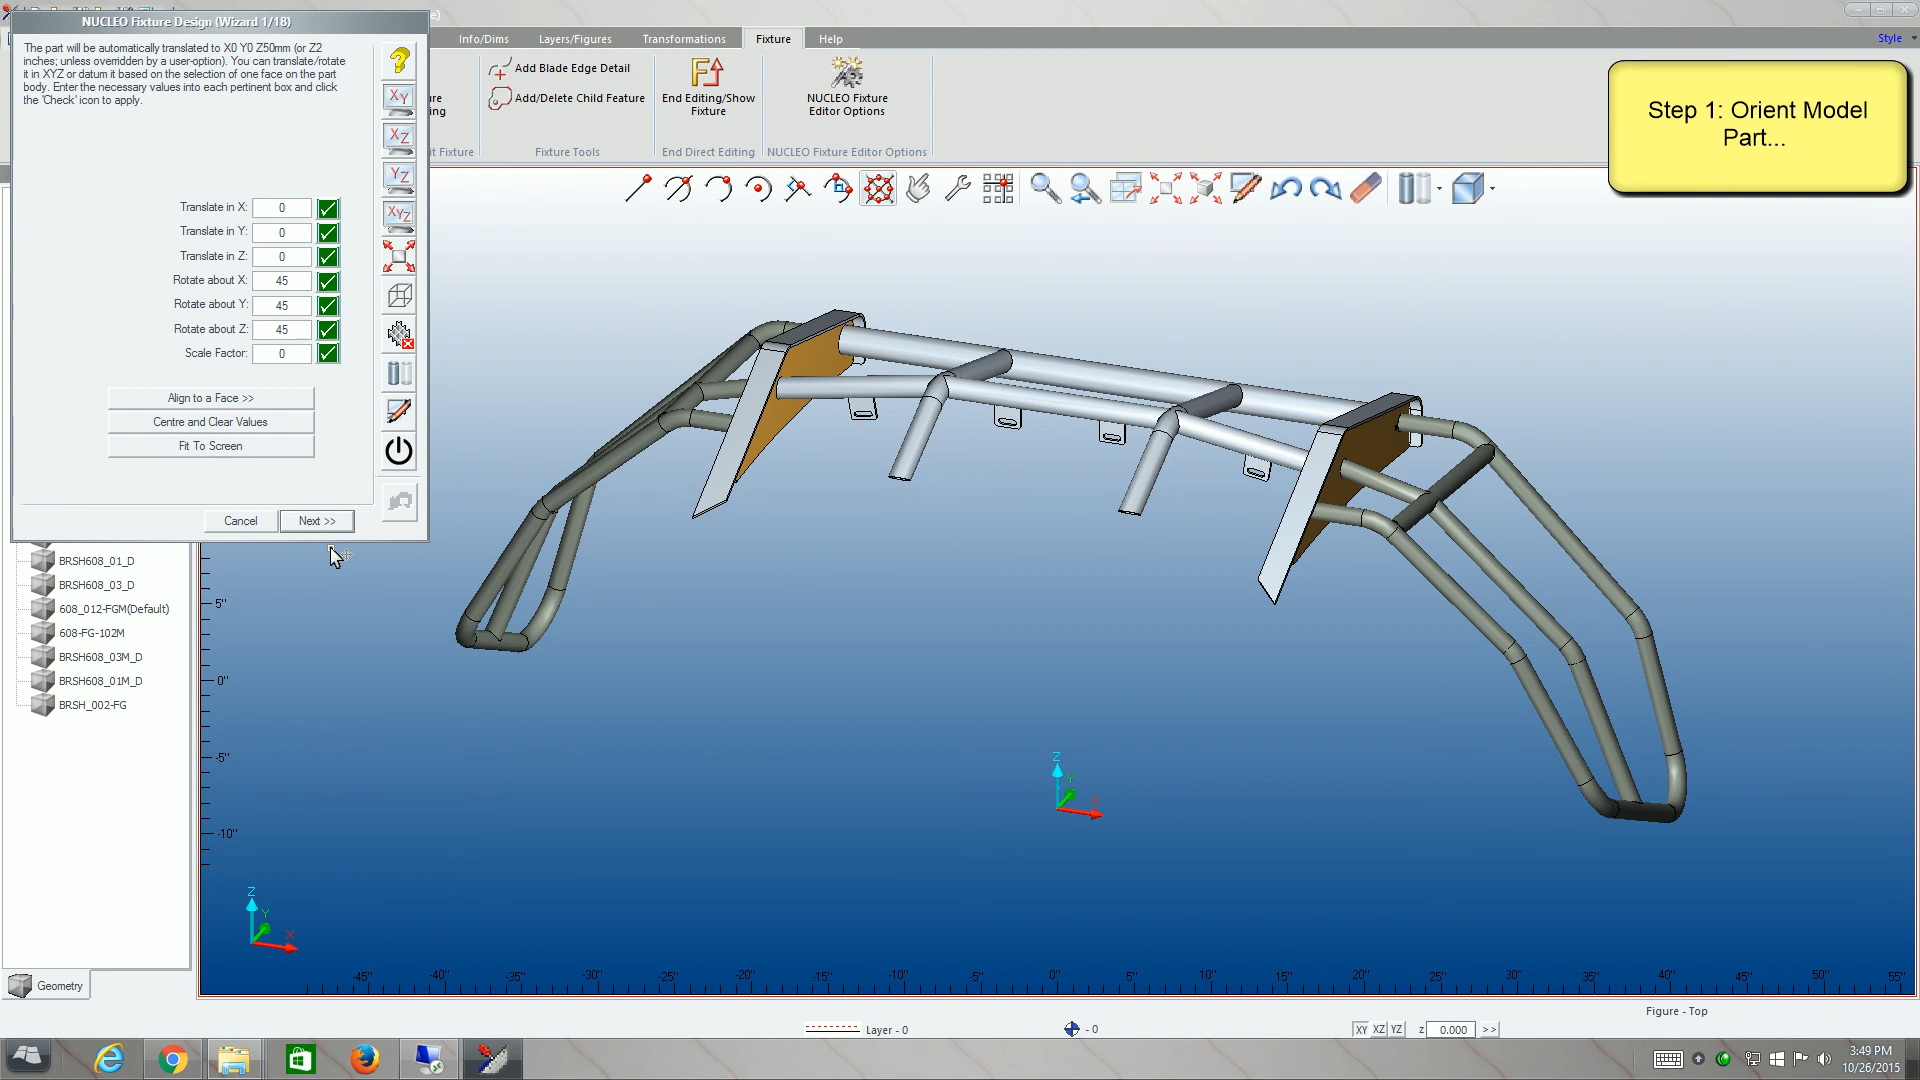 NUCLEO Fixture Design (Wizard 1/18)
The part will be automatically translated to X0 Y0 Z50mm (or Z2
inches; unless overridden by a user-option). You can translate/rotate
it in XYZ or datum it based on the selection of one face on the part
body. Enter the necessary values into each pertinent box and click
the 'Check' icon to apply.
Translate in X: 0
Translate in Y: 0
Translate in Z: 0
Rotate about X: 45
Rotate about Y: 45
Rotate about Z: 45
Scale Factor: 0
Align to a Face >>
Centre and Clear Values
Fit To Screen
Cancel
Next >>
?
XY
XZ
YZ
XYZ
Info/Dims
Layers/Figures
Transformations
Fixture
Help
Style
Add Blade Edge Detail
Add/Delete Child Feature
Fixture Tools
End Editing/Show
Fixture
End Direct Editing
NUCLEO Fixture
Editor Options
NUCLEO Fixture Editor Options
Step 1: Orient Model
Part...
BRSH608_01_D
BRSH608_03_D
608_012-FGM(Default)
608-FG-102M
BRSH608_03M_D
BRSH608_01M_D
BRSH_002-FG
Geometry
5"
0"
-5"
-10"
Z
Y
X
Z
Y
X
-45" -40" -35" -30" -25" -20" -15" -10" -5" 0" 5" 10" 15" 20" 25" 30" 35" 40" 45" 50" 55"
Figure - Top
Layer - 0
- 0
XY XZ YZ
z 0.000 >>
3:49 PM
10/26/2015